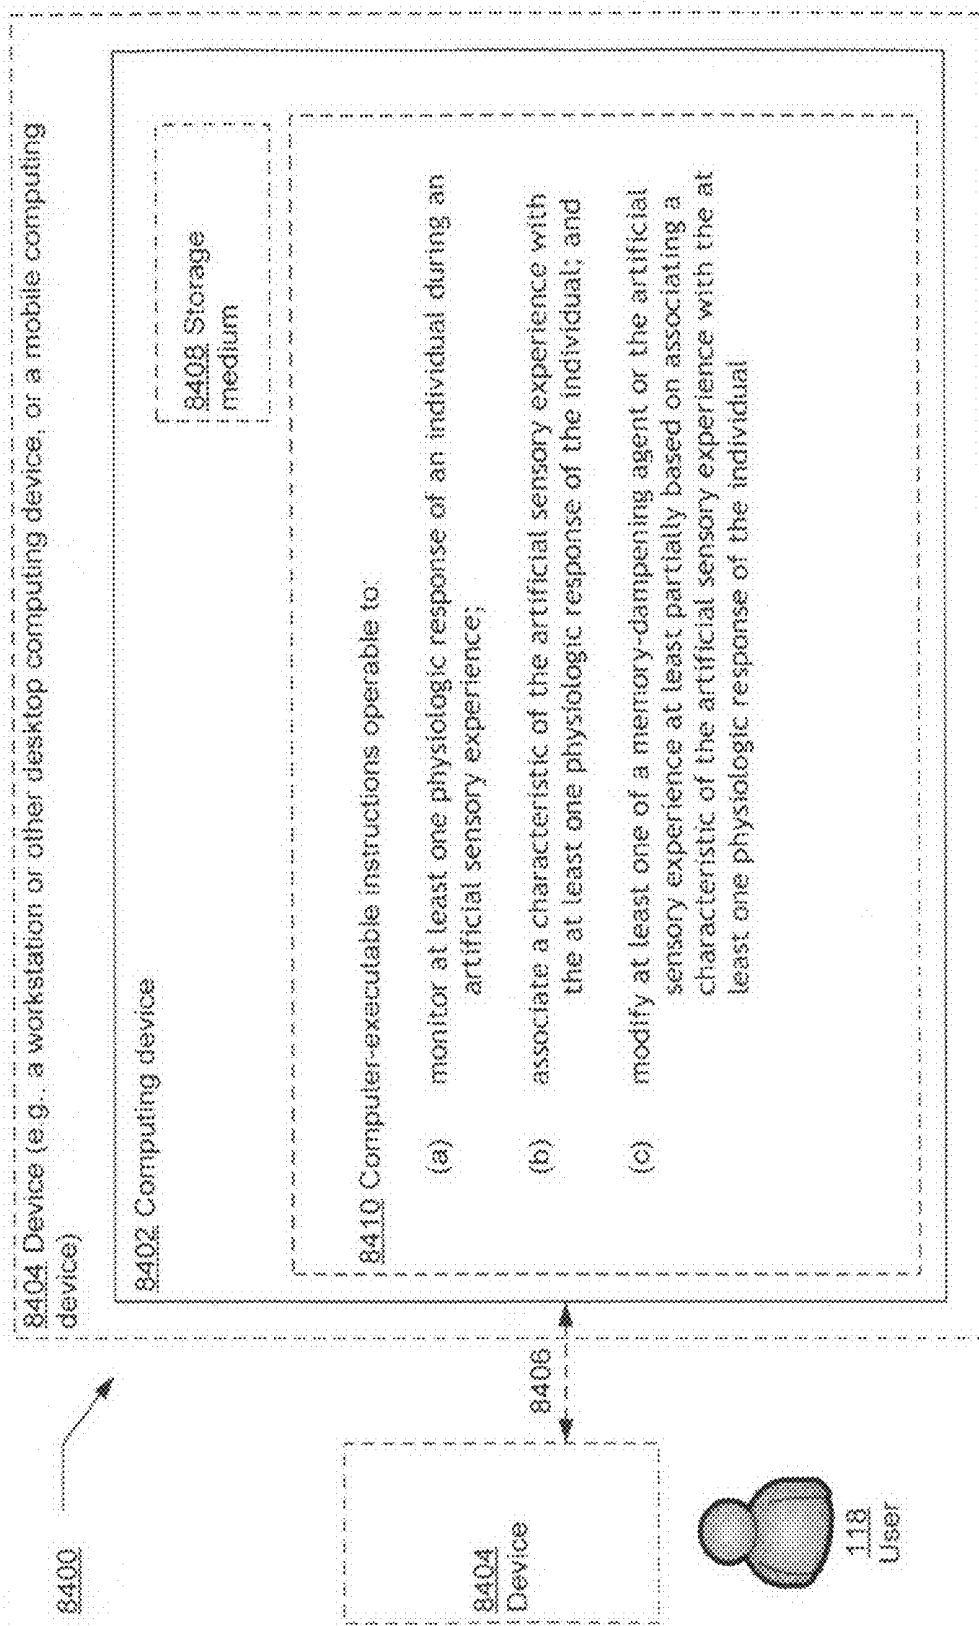 8400
8404 Device (e.g., a workstation or other desktop computing device, or a mobile computing
device)
8402 Computing device
8408 Storage
medium
8410 Computer-executable instructions operable to:
(a) monitor at least one physiologic response of an individual during an
artificial sensory experience;
(b) associate a characteristic of the artificial sensory experience with
the at least one physiologic response of the individual; and
(c) modify at least one of a memory-dampening agent or the artificial
sensory experience at least partially based on associating a
characteristic of the artificial sensory experience with the at
least one physiologic response of the individual
8406
8404
Device
118
User